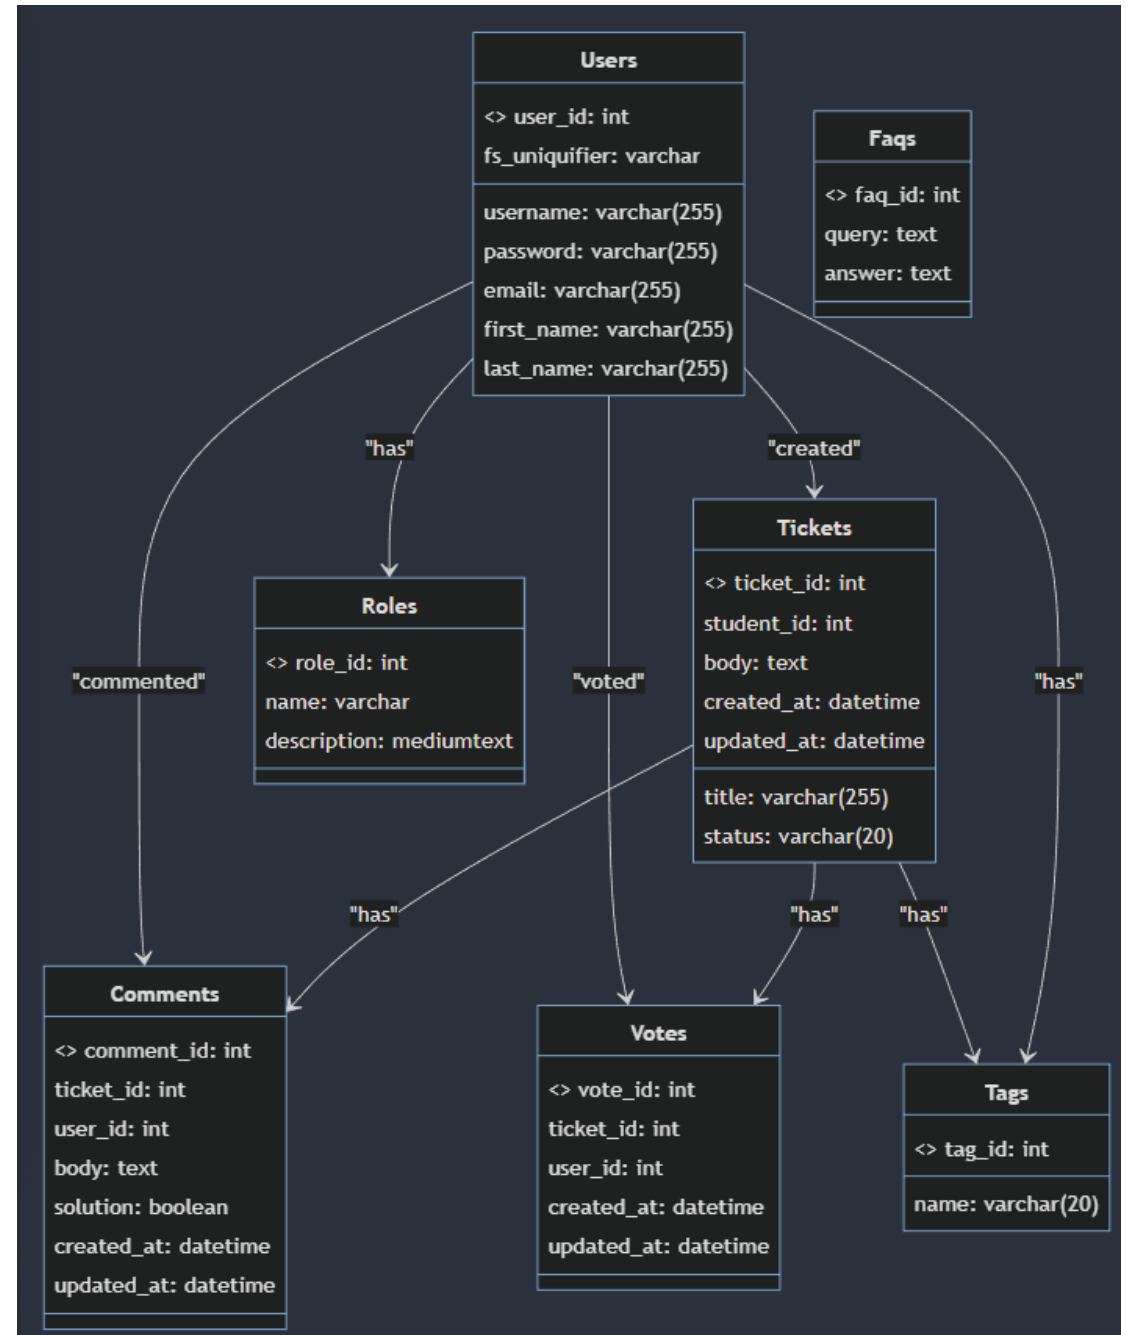 Users
<> user_id: int
fs_uniquifier: varchar
username: varchar(255)
password: varchar(255)
email: varchar(255)
first_name: varchar(255)
last_name: varchar(255)
Faqs
<> faq_id: int
query: text
answer: text
"has"
"created"
Tickets
<> ticket_id: int
student_id: int
body: text
created_at: datetime
updated_at: datetime
title: varchar(255)
status: varchar(20)
Roles
<> role_id: int
name: varchar
description: mediumtext
"commented"
"voted"
"has"
"has"
"has"
"has"
Comments
<> comment_id: int
ticket_id: int
user_id: int
body: text
solution: boolean
created_at: datetime
updated_at: datetime
Votes
<> vote_id: int
ticket_id: int
user_id: int
created_at: datetime
updated_at: datetime
Tags
<> tag_id: int
name: varchar(20)